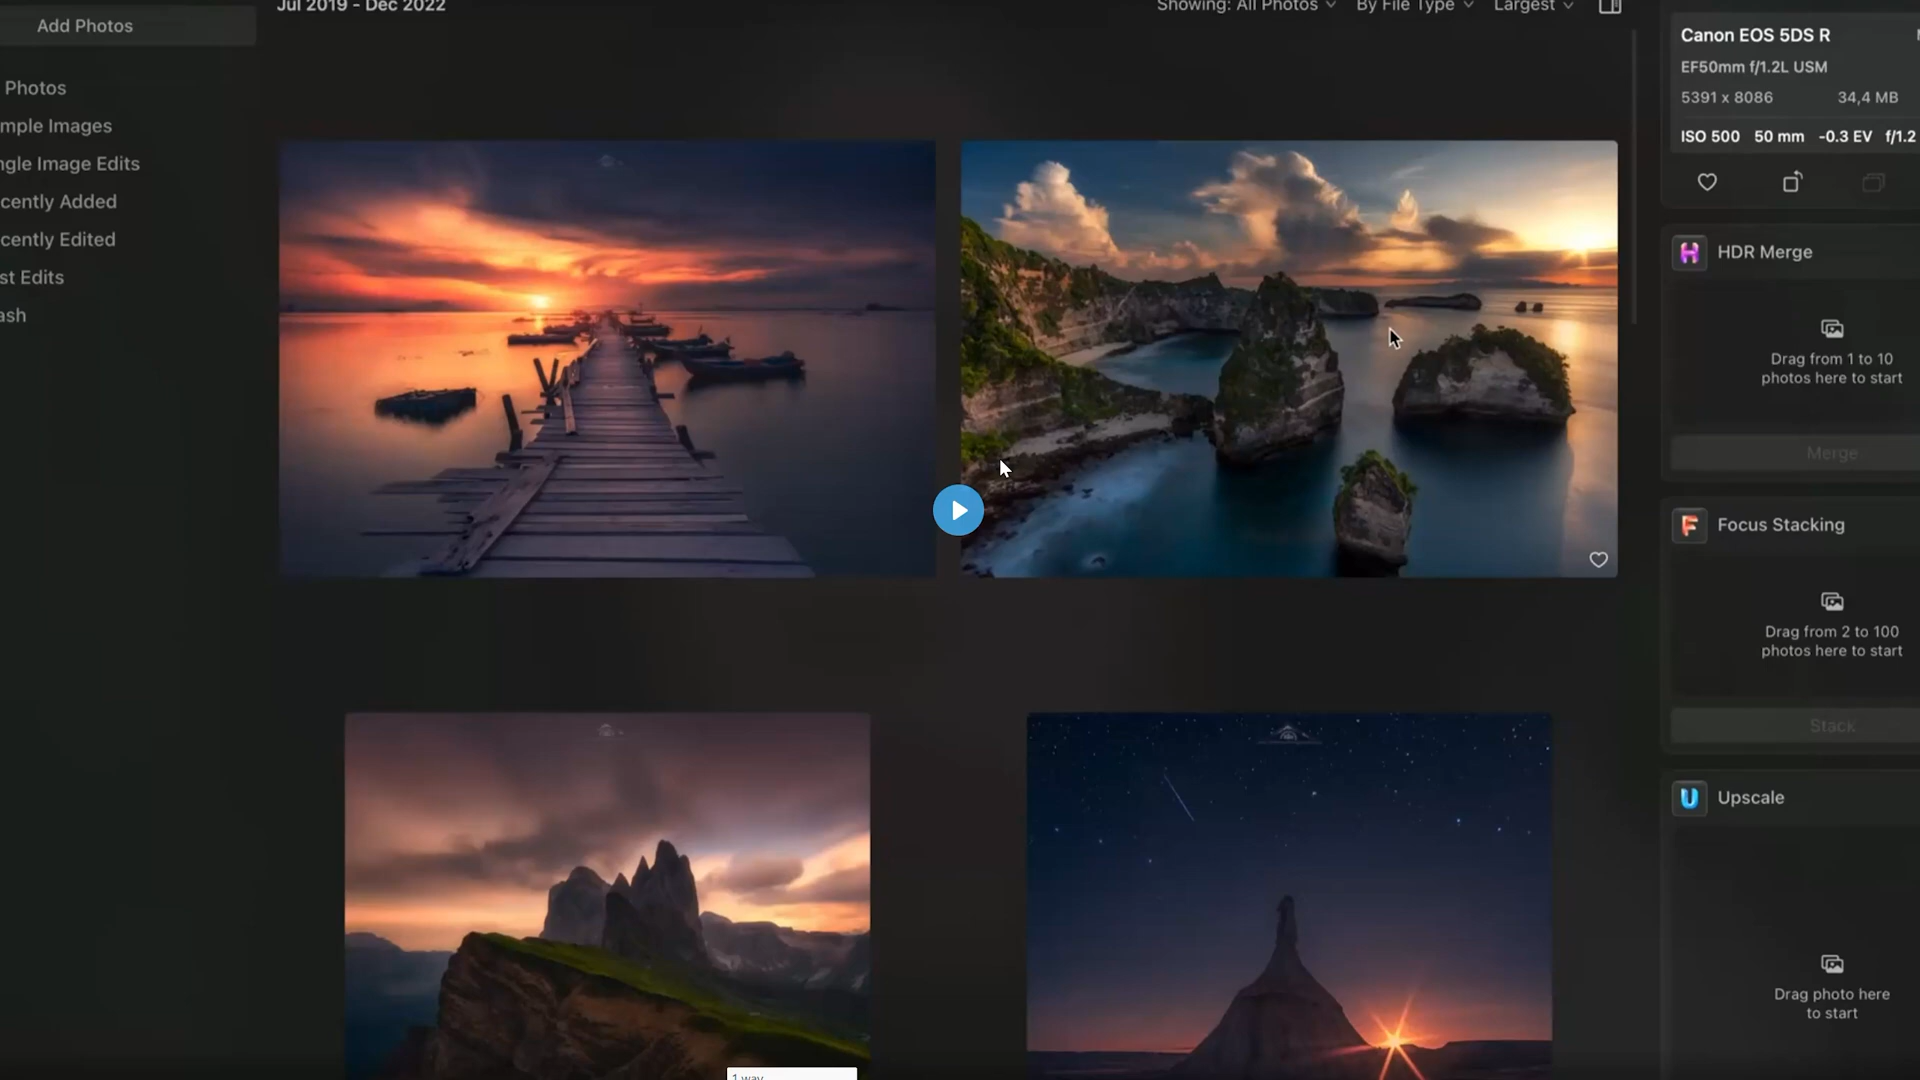 Add Photos
Photos
mple Images
ngle Image Edits
cently Added
cently Edited
st Edits
ash
Jul 2019 - Dec 2022
Showing: All Photos
By File Type
Largest
Canon EOS 5DS R
EF50mm f/1.2L USM
5391 x 8086 34,4 MB
ISO 500 50 mm -0.3 EV f/1.2
HDR Merge
Drag from 1 to 10
photos here to start
Merge
Focus Stacking
Drag from 2 to 100
photos here to start
Stack
Upscale
Drag photo here
to start